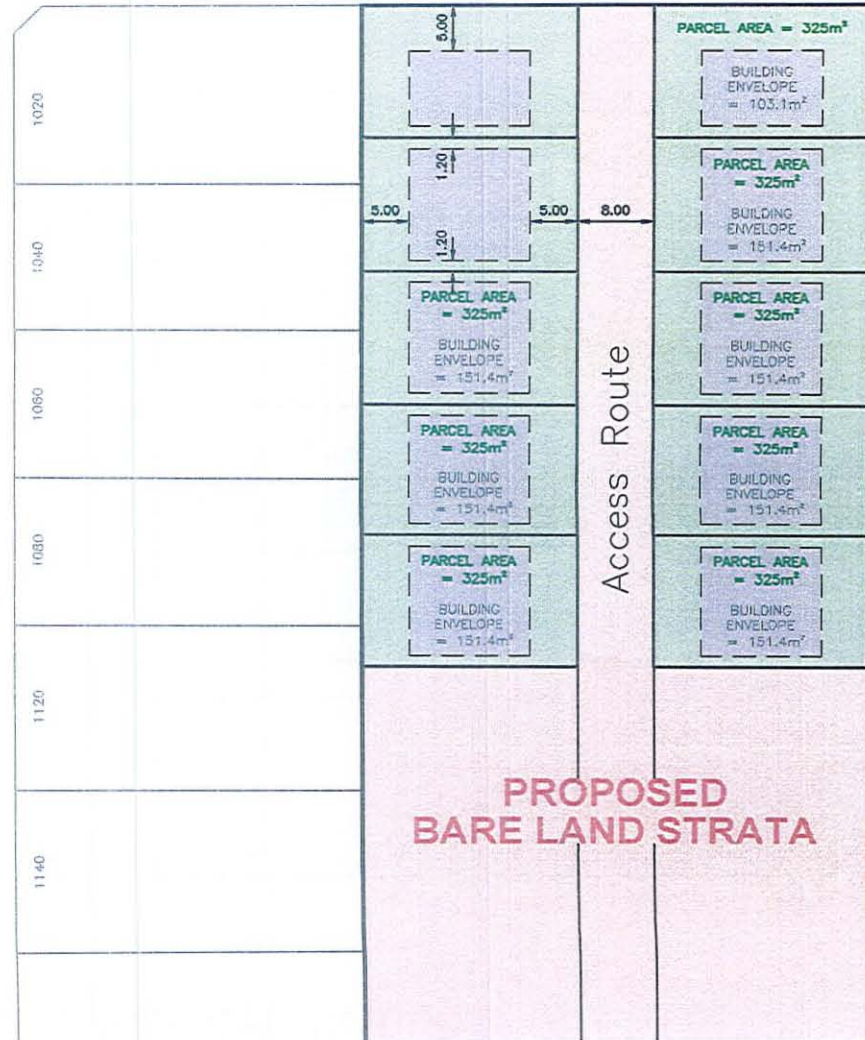 5.00
PARCEL AREA = 325m²
BUILDING
ENVELOPE
= 103.1m²
1020
1.20
PARCEL AREA
= 325m²
BUILDING
ENVELOPE
= 151.4m²
5.00
5.00
8.00
1.20
1040
PARCEL AREA
= 325m²
BUILDING
ENVELOPE
= 151.4m²
PARCEL AREA
= 325m²
BUILDING
ENVELOPE
= 151.4m²
1060
Access Route
PARCEL AREA
= 325m²
BUILDING
ENVELOPE
= 151.4m²
PARCEL AREA
= 325m²
BUILDING
ENVELOPE
= 151.4m²
1080
PARCEL AREA
= 325m²
BUILDING
ENVELOPE
= 151.4m²
PARCEL AREA
= 325m²
BUILDING
ENVELOPE
= 151.4m²
1120
PROPOSED
BARE LAND STRATA
1140